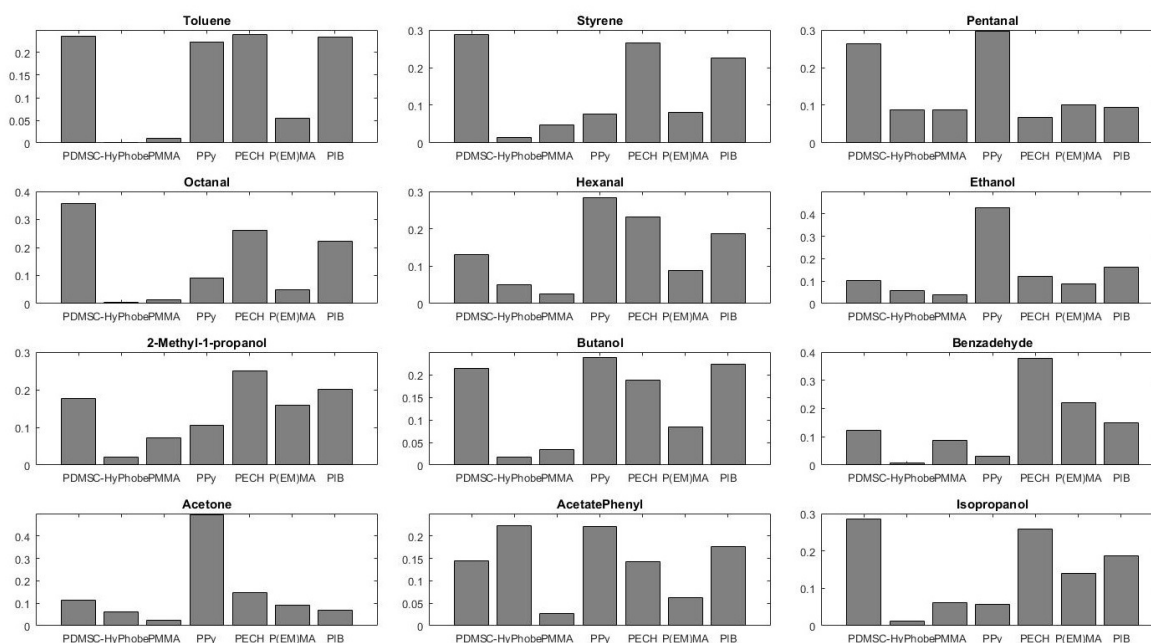 Toluene
0.2
0.15
0.1
0.05
0
PDMSC-HyPhobePMMA PPy PECH P(EM)MA PIB
Styrene
0.3
0.2
0.1
0
PDMSC-HyPhobePMMA PPy PECH P(EM)MA PIB
Pentanal
0.3
0.2
0.1
0
PDMSC-HyPhobePMMA PPy PECH P(EM)MA PIB
Octanal
0.4
0.3
0.2
0.1
0
PDMSC-HyPhobePMMA PPy PECH P(EM)MA PIB
Hexanal
0.3
0.2
0.1
0
PDMSC-HyPhobePMMA PPy PECH P(EM)MA PIB
Ethanol
0.4
0.3
0.2
0.1
0
PDMSC-HyPhobePMMA PPy PECH P(EM)MA PIB
2-Methyl-1-propanol
0.3
0.2
0.1
0
PDMSC-HyPhobePMMA PPy PECH P(EM)MA PIB
Butanol
0.2
0.15
0.1
0.05
0
PDMSC-HyPhobePMMA PPy PECH P(EM)MA PIB
Benzadehyde
0.4
0.3
0.2
0.1
0
PDMSC-HyPhobePMMA PPy PECH P(EM)MA PIB
Acetone
0.4
0.3
0.2
0.1
0
PDMSC-HyPhobePMMA PPy PECH P(EM)MA PIB
AcetatePhenyl
0.2
0.15
0.1
0.05
0
PDMSC-HyPhobePMMA PPy PECH P(EM)MA PIB
Isopropanol
0.3
0.2
0.1
0
PDMSC-HyPhobePMMA PPy PECH P(EM)MA PIB